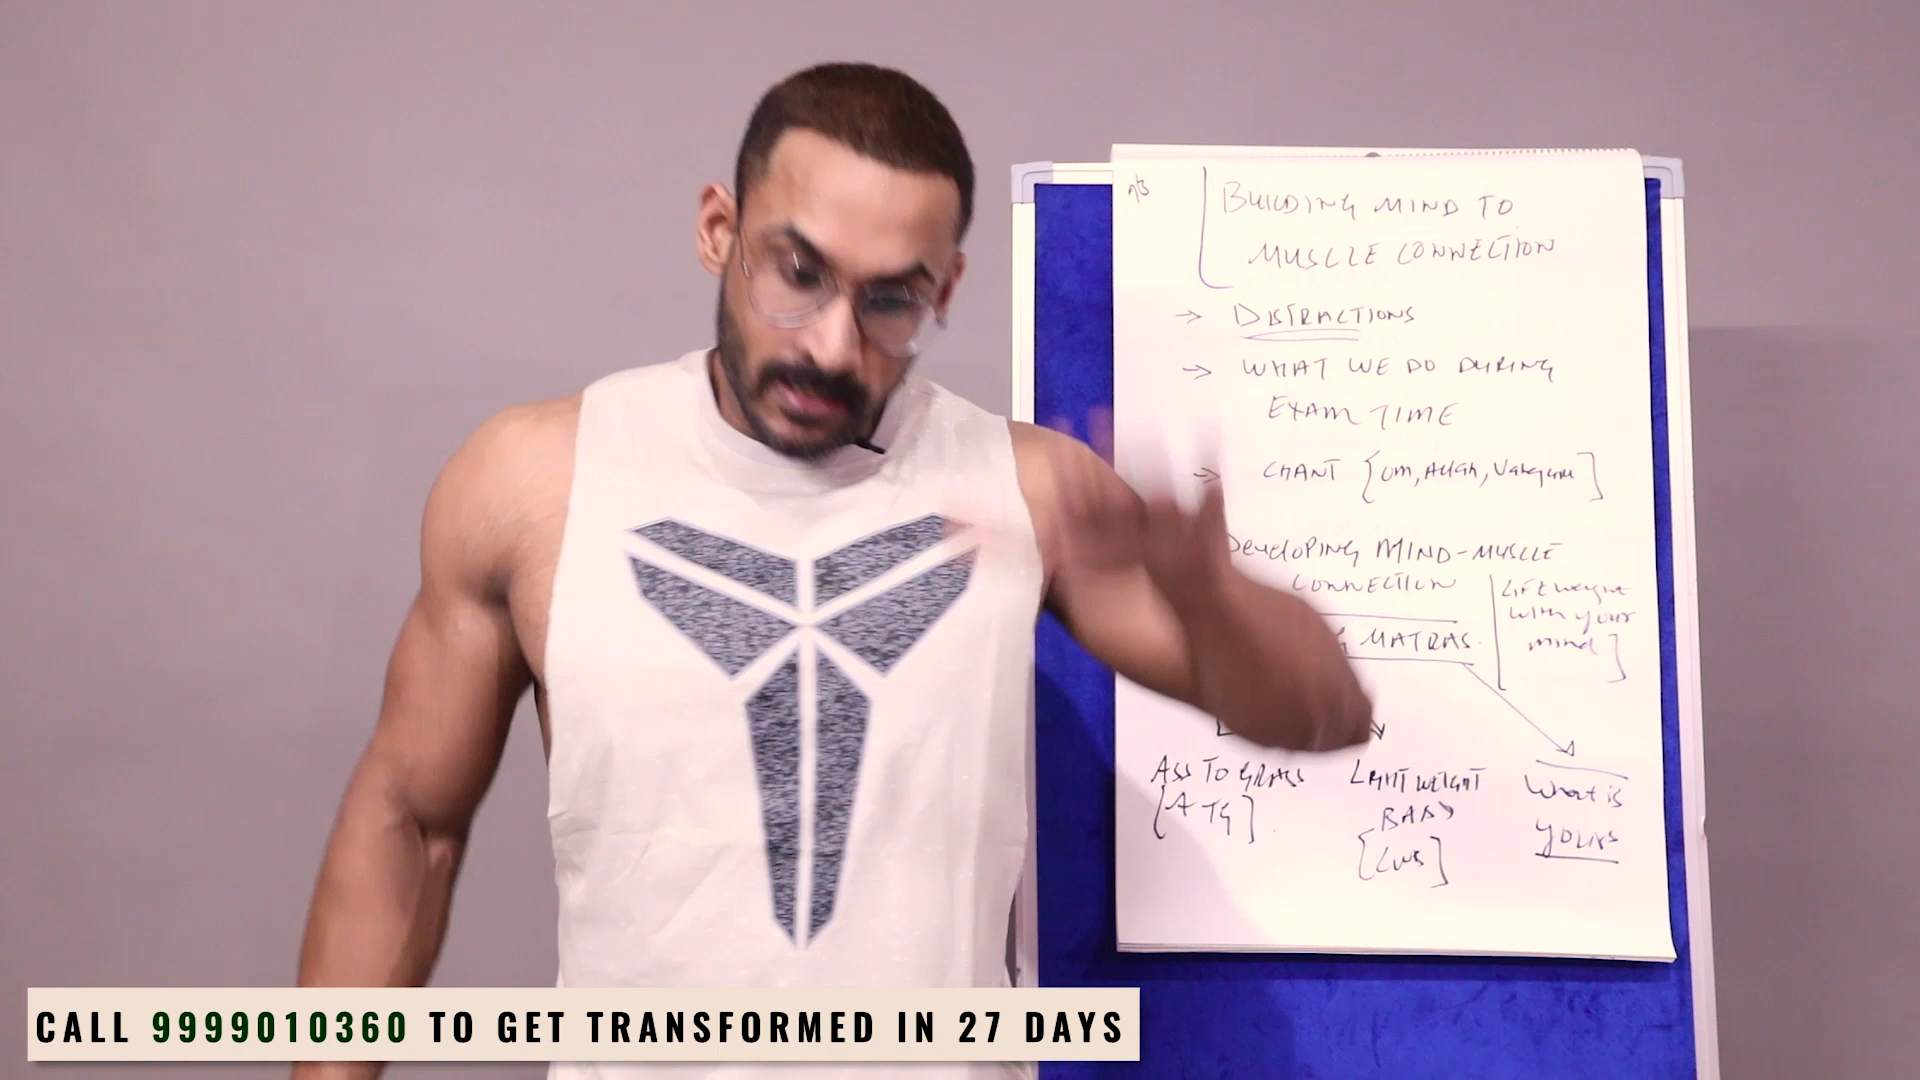 BUILDING MIND TO
MUSCLE CONNECTION
→ DISTRACTIONS
→ WHAT WE DO DURING
EXAM TIME
→ CHANT {Om, Allah,
DEVELOPING MIND-MUSCLE
CONNECTION
MATRAS
[Lift weight
with your
mind]
ASS TO GRASS
[ATG]
LIGHT WEIGHT
BABY
[LWB]
What is
YOURS
CALL 9999010360 TO GET TRANSFORMED IN 27 DAYS